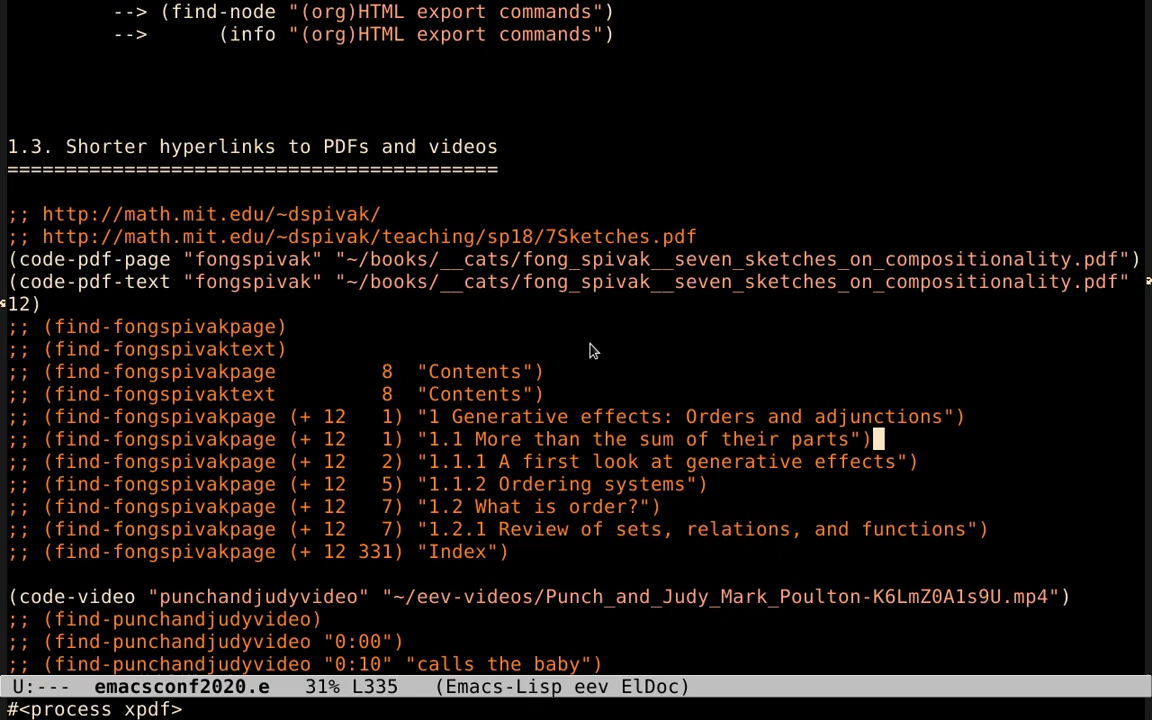 --> (find-node "(org)HTML export commands")
-->      (info "(org)HTML export commands")
1.3. Shorter hyperlinks to PDFs and videos
==========================================
;; http://math.mit.edu/~dspivak/
;; http://math.mit.edu/~dspivak/teaching/sp18/7Sketches.pdf
(code-pdf-page "fongspivak" "~/books/__cats/fong_spivak__seven_sketches_on_compositionality.pdf")
(code-pdf-text "fongspivak" "~/books/__cats/fong_spivak__seven_sketches_on_compositionality.pdf"
12)
;; (find-fongspivakpage)
;; (find-fongspivaktext)
;; (find-fongspivakpage         8  "Contents")
;; (find-fongspivaktext         8  "Contents")
;; (find-fongspivakpage (+ 12   1) "1 Generative effects: Orders and adjunctions")
;; (find-fongspivakpage (+ 12   1) "1.1 More than the sum of their parts")
;; (find-fongspivakpage (+ 12   2) "1.1.1 A first look at generative effects")
;; (find-fongspivakpage (+ 12   5) "1.1.2 Ordering systems")
;; (find-fongspivakpage (+ 12   7) "1.2 What is order?")
;; (find-fongspivakpage (+ 12   7) "1.2.1 Review of sets, relations, and functions")
;; (find-fongspivakpage (+ 12 331) "Index")
(code-video "punchandjudyvideo" "~/eev-videos/Punch_and_Judy_Mark_Poulton-K6LmZ0A1s9U.mp4")
;; (find-punchandjudyvideo)
;; (find-punchandjudyvideo "0:00")
;; (find-punchandjudyvideo "0:10" "calls the baby")
U:---  emacsconf2020.e   31% L335   (Emacs-Lisp eev ElDoc)
#<process xpdf>